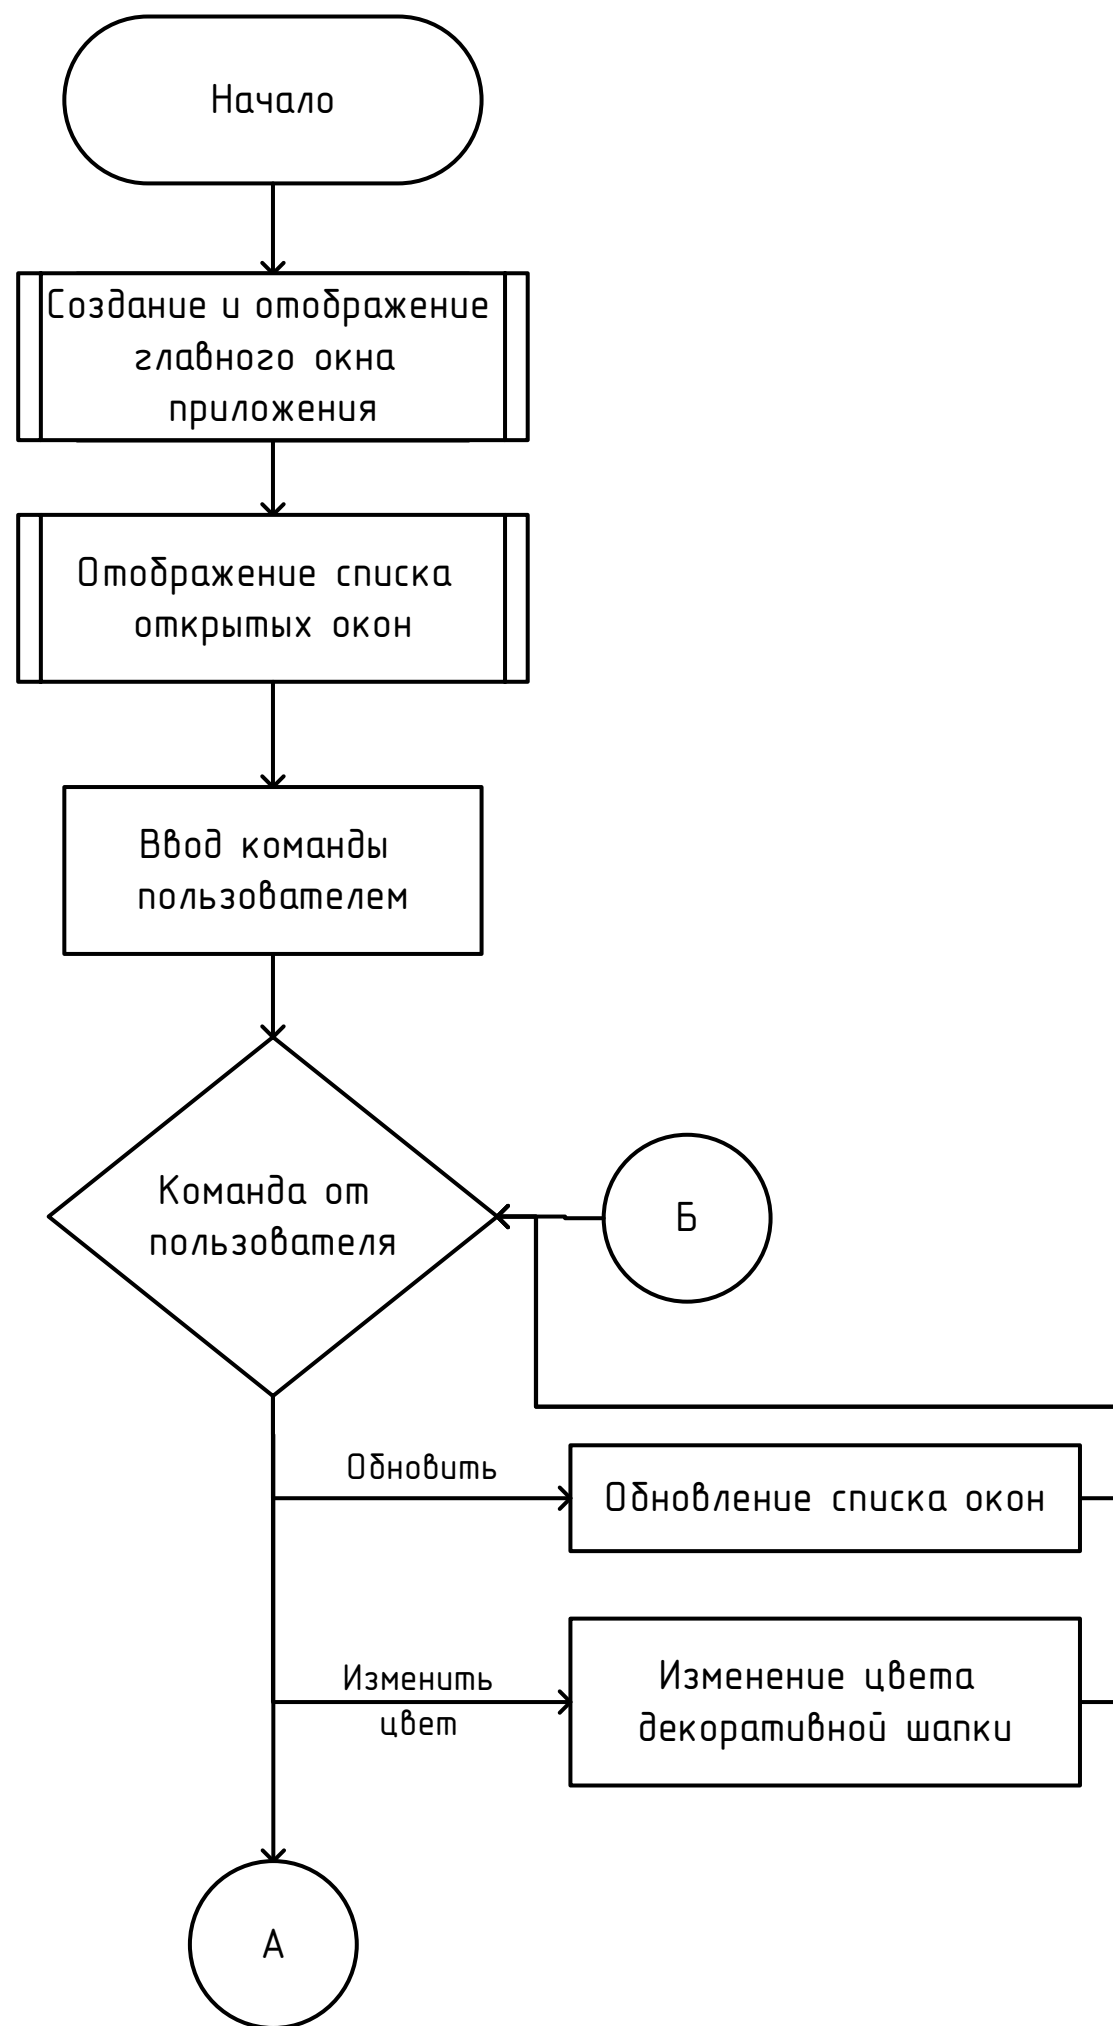 Начало
Создание и отображение
главного окна
приложения
Отображение списка
открытых окон
Ввод команды
пользователем
Команда от
пользователя
Б
Обновить
Обновление списка окон
Изменить
цвет
Изменение цвета
декоративной шапки
А